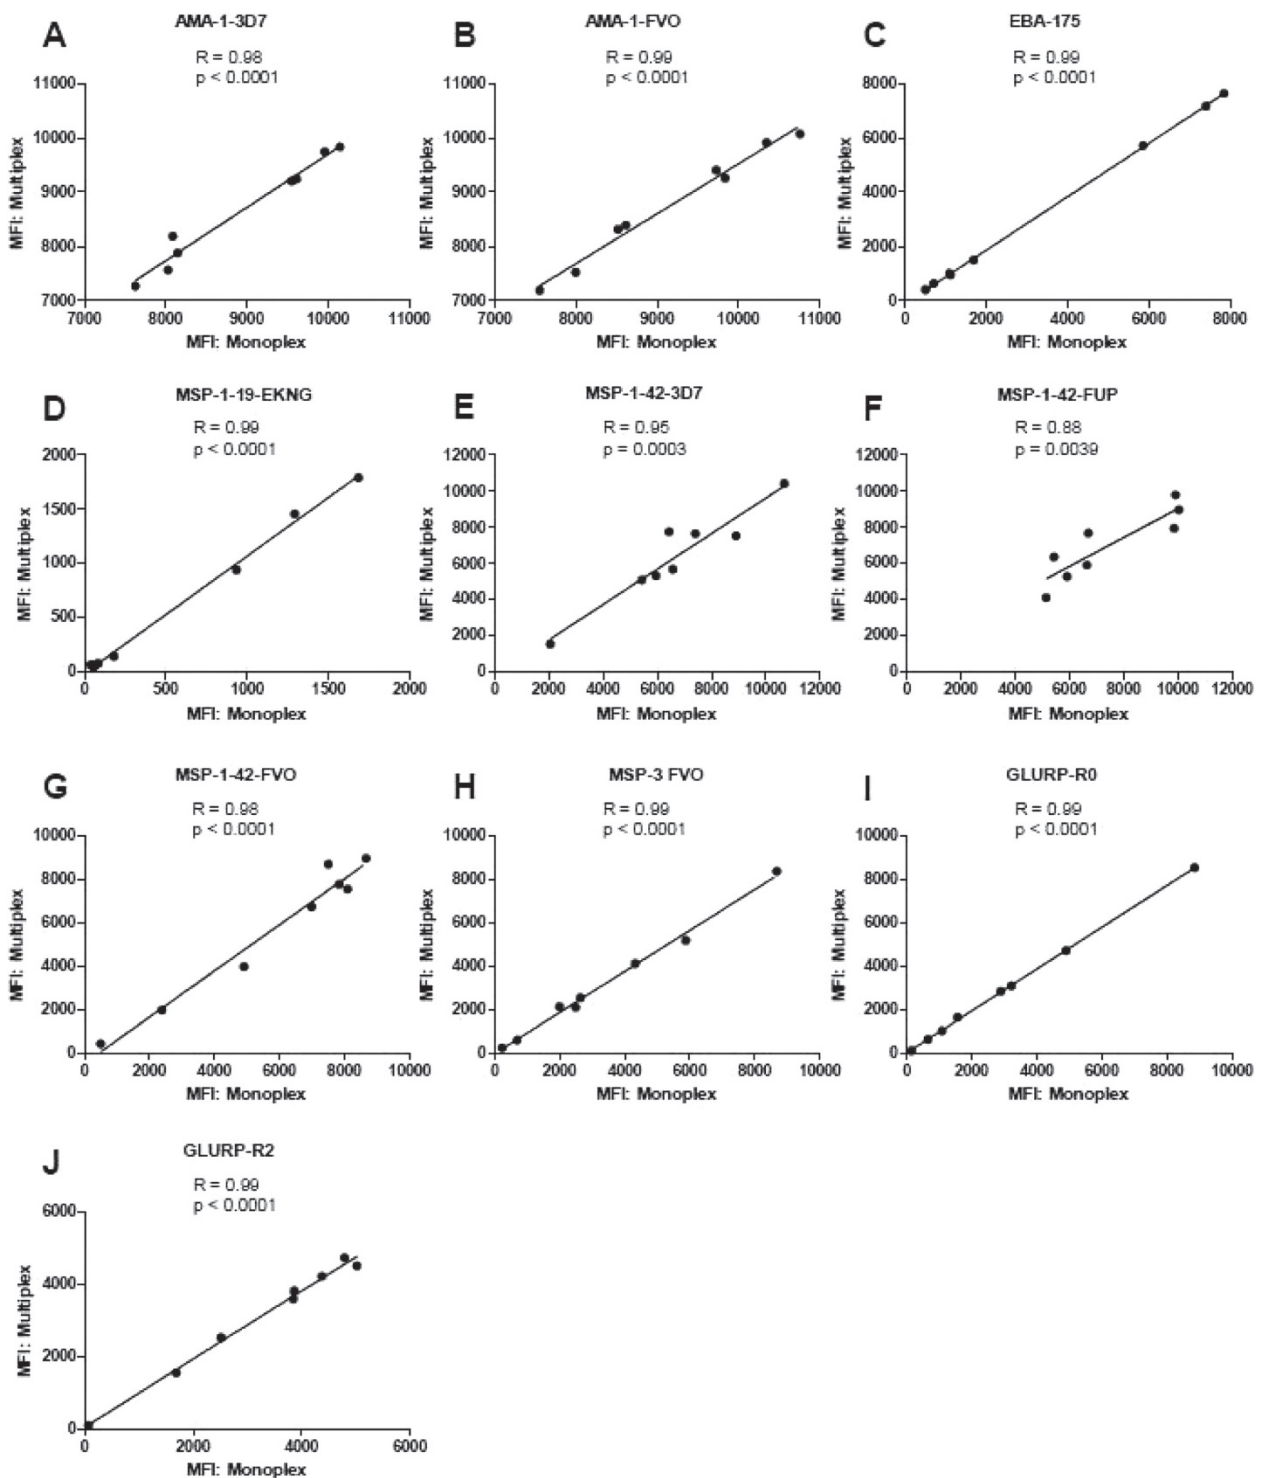 A
AMA-1-3D7
R = 0.98
p < 0.0001
MFI: Multiplex
11000
10000
9000
8000
7000
7000 8000 9000 10000 11000
MFI: Monoplex
B
AMA-1-FVO
R = 0.99
p < 0.0001
MFI: Multiplex
11000
10000
9000
8000
7000
7000 8000 9000 10000 11000
MFI: Monoplex
C
EBA-175
R = 0.99
p < 0.0001
MFI: Multiplex
8000
6000
4000
2000
0
0 2000 4000 6000 8000
MFI: Monoplex
D
MSP-1-19-EKNG
R = 0.99
p < 0.0001
MFI: Multiplex
2000
1500
1000
500
0
0 500 1000 1500 2000
MFI: Monoplex
E
MSP-1-42-3D7
R = 0.95
p = 0.0003
MFI: Multiplex
12000
10000
8000
6000
4000
2000
0
0 2000 4000 6000 8000 10000 12000
MFI: Monoplex
F
MSP-1-42-FUP
R = 0.88
p = 0.0039
MFI: Multiplex
12000
10000
8000
6000
4000
2000
0
0 2000 4000 6000 8000 10000 12000
MFI: Monoplex
G
MSP-1-42-FVO
R = 0.98
p < 0.0001
MFI: Multiplex
10000
8000
6000
4000
2000
0
0 2000 4000 6000 8000 10000
MFI: Monoplex
H
MSP-3 FVO
R = 0.99
p < 0.0001
MFI: Multiplex
10000
8000
6000
4000
2000
0
0 2000 4000 6000 8000 10000
MFI: Monoplex
I
GLURP-R0
R = 0.99
p < 0.0001
MFI: Multiplex
10000
8000
6000
4000
2000
0
0 2000 4000 6000 8000 10000
MFI: Monoplex
J
GLURP-R2
R = 0.99
p < 0.0001
MFI: Multiplex
6000
4000
2000
0
0 2000 4000 6000
MFI: Monoplex